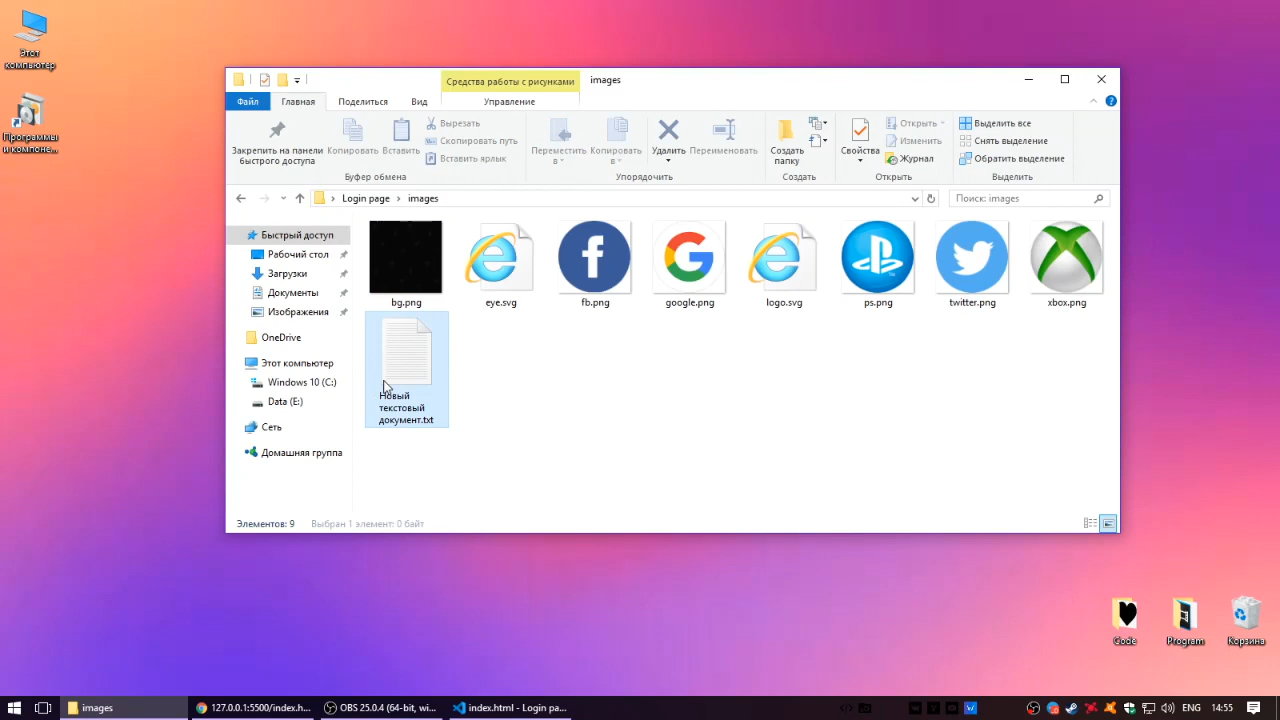 Этот
компьютер
Программы
и компоне...
Средства работы с рисунками
images
Файл
Главная
Поделиться
Вид
Управление
Закрепить на панели
быстрого доступа
Копировать
Вставить
Вырезать
Скопировать путь
Вставить ярлык
Буфер обмена
Переместить
в
Копировать
в
Удалить
Переименовать
Упорядочить
Создать
папку
Создать
Свойства
Открыть
Изменить
Журнал
Открыть
Выделить все
Снять выделение
Обратить выделение
Выделить
Login page
images
Поиск: images
Быстрый доступ
Рабочий стол
Загрузки
Документы
Изображения
OneDrive
Этот компьютер
Windows 10 (C:)
Data (E:)
Сеть
Домашняя группа
bg.png
eye.svg
fb.png
google.png
logo.svg
ps.png
twitter.png
xbox.png
Новый
текстовый
документ.txt
Элементов: 9
Выбран 1 элемент: 0 байт
Code
Program
Корзина
images
127.0.0.1:5500/index.h...
OBS 25.0.4 (64-bit, wi...
index.html - Login pa...
ENG
14:55